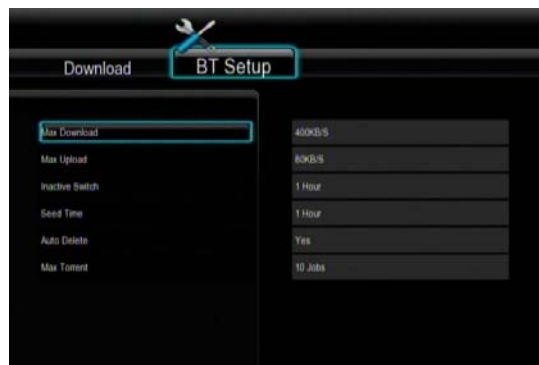 Download BT Setup
Max Download 400KB/S
Max Upload 80KB/S
Inactive Switch 1 Hour
Seed Time 1 Hour
Auto Delete Yes
Max Torrent 10 Jobs